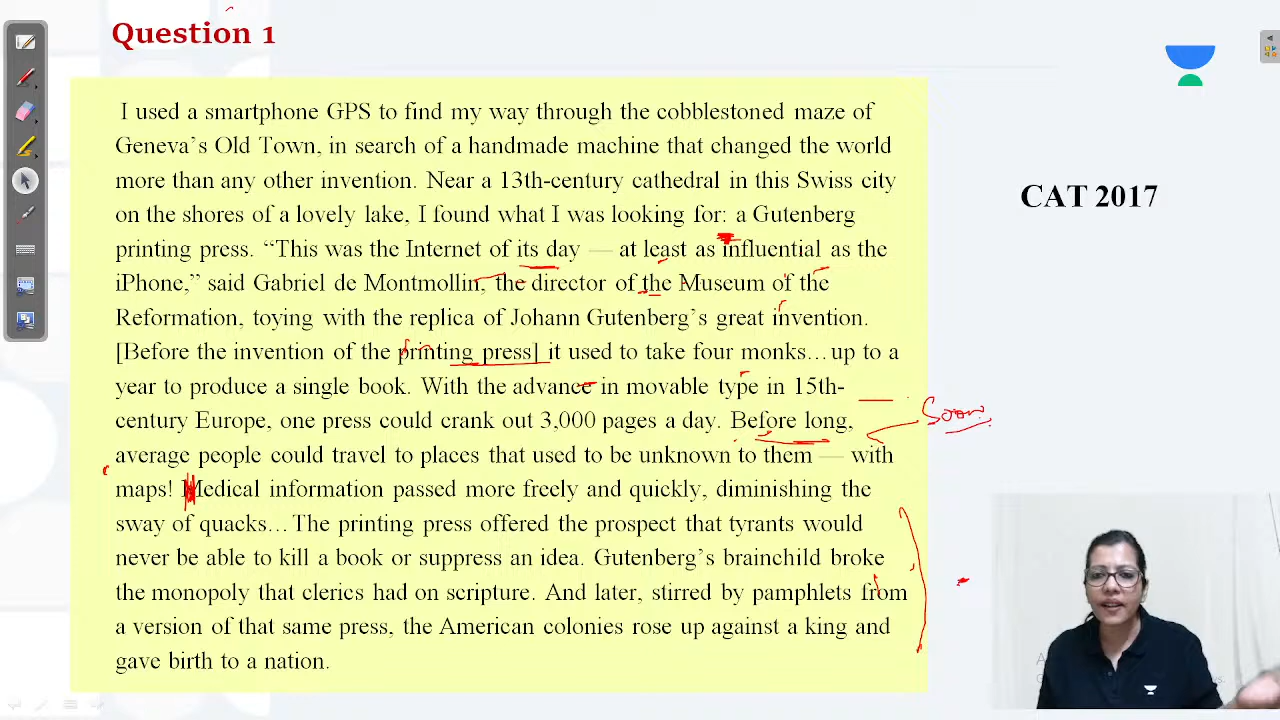 Question 1
I used a smartphone GPS to find my way through the cobblestoned maze of
Geneva's Old Town, in search of a handmade machine that changed the world
more than any other invention. Near a 13th-century cathedral in this Swiss city
on the shores of a lovely lake, I found what I was looking for: a Gutenberg
printing press. “This was the Internet of its day — at least as influential as the
iPhone,” said Gabriel de Montmollin, the director of the Museum of the
Reformation, toying with the replica of Johann Gutenberg's great invention.
[Before the invention of the printing press] it used to take four monks…up to a
year to produce a single book. With the advance in movable type in 15th-
century Europe, one press could crank out 3,000 pages a day. Before long,
average people could travel to places that used to be unknown to them — with
maps! Medical information passed more freely and quickly, diminishing the
sway of quacks… The printing press offered the prospect that tyrants would
never be able to kill a book or suppress an idea. Gutenberg's brainchild broke
the monopoly that clerics had on scripture. And later, stirred by pamphlets from
a version of that same press, the American colonies rose up against a king and
gave birth to a nation.
CAT 2017
Soon